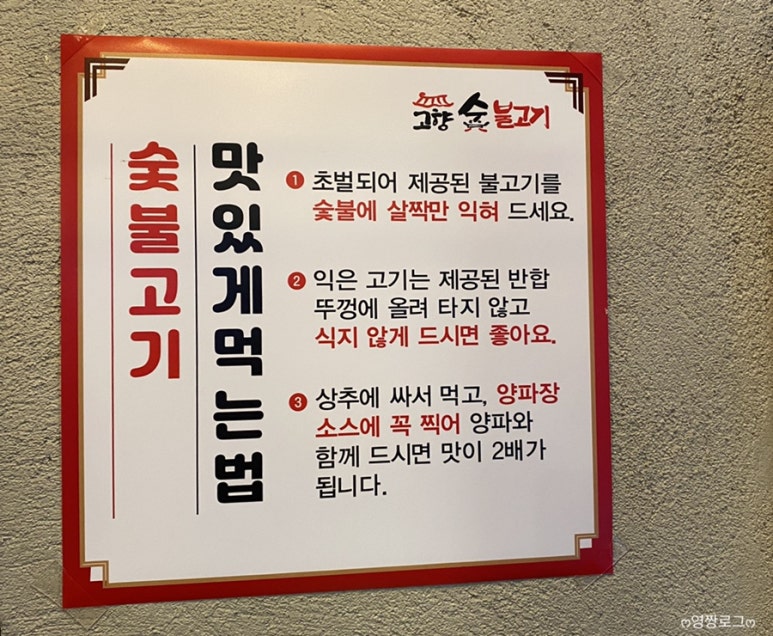 고향 숯불고기
숯불고기
맛있게먹는법
1 초벌되어 제공된 불고기를
숯불에 살짝만 익혀 드세요.
2 익은 고기는 제공된 반합
뚜껑에 올려 타지 않고
식지 않게 드시면 좋아요.
3 상추에 싸서 먹고, 양파장
소스에 꼭 찍어 양파와
함께 드시면 맛이 2배가
됩니다.
ෆ영짱로그ෆ